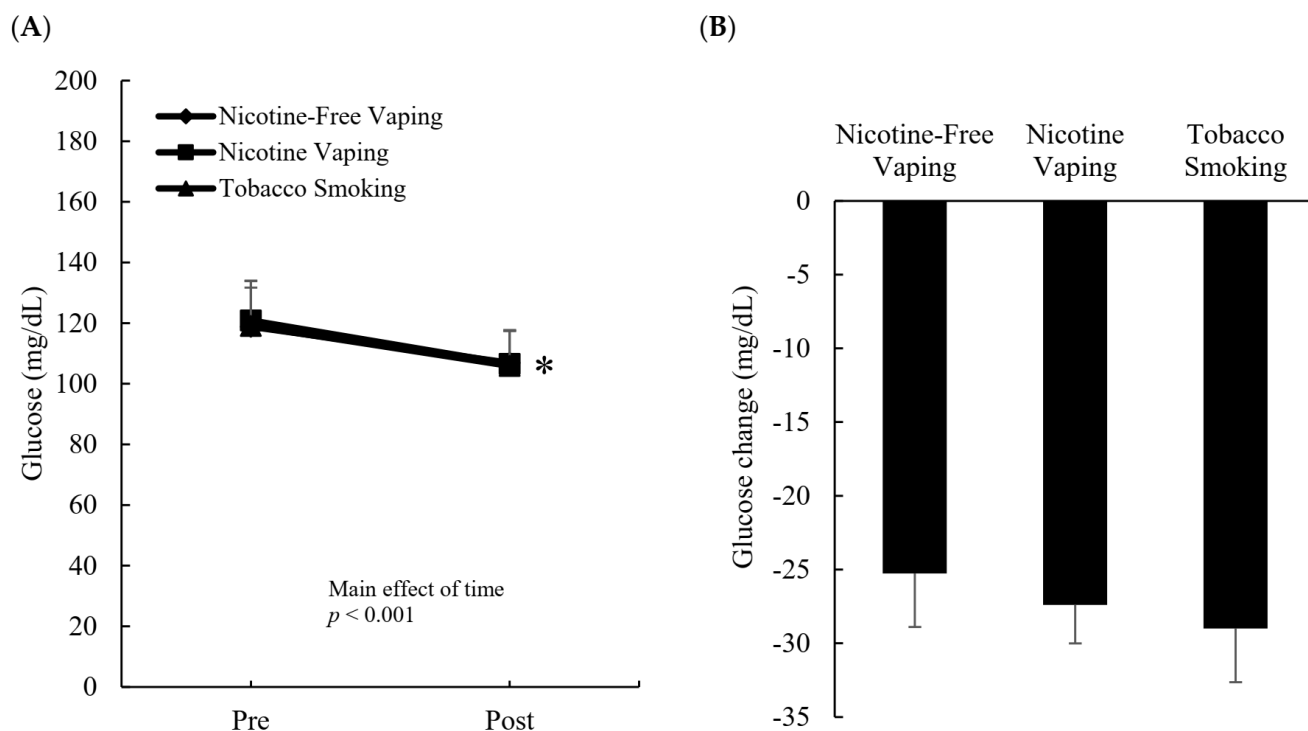 (A)
200
180
160
140
120
100
80
60
40
20
0
Glucose (mg/dL)
Nicotine-Free Vaping
Nicotine Vaping
Tobacco Smoking
*
Main effect of time
p < 0.001
Pre
Post
(B)
Nicotine-Free
Vaping
Nicotine
Vaping
Tobacco
Smoking
0
-5
-10
-15
-20
-25
-30
-35
Glucose change (mg/dL)